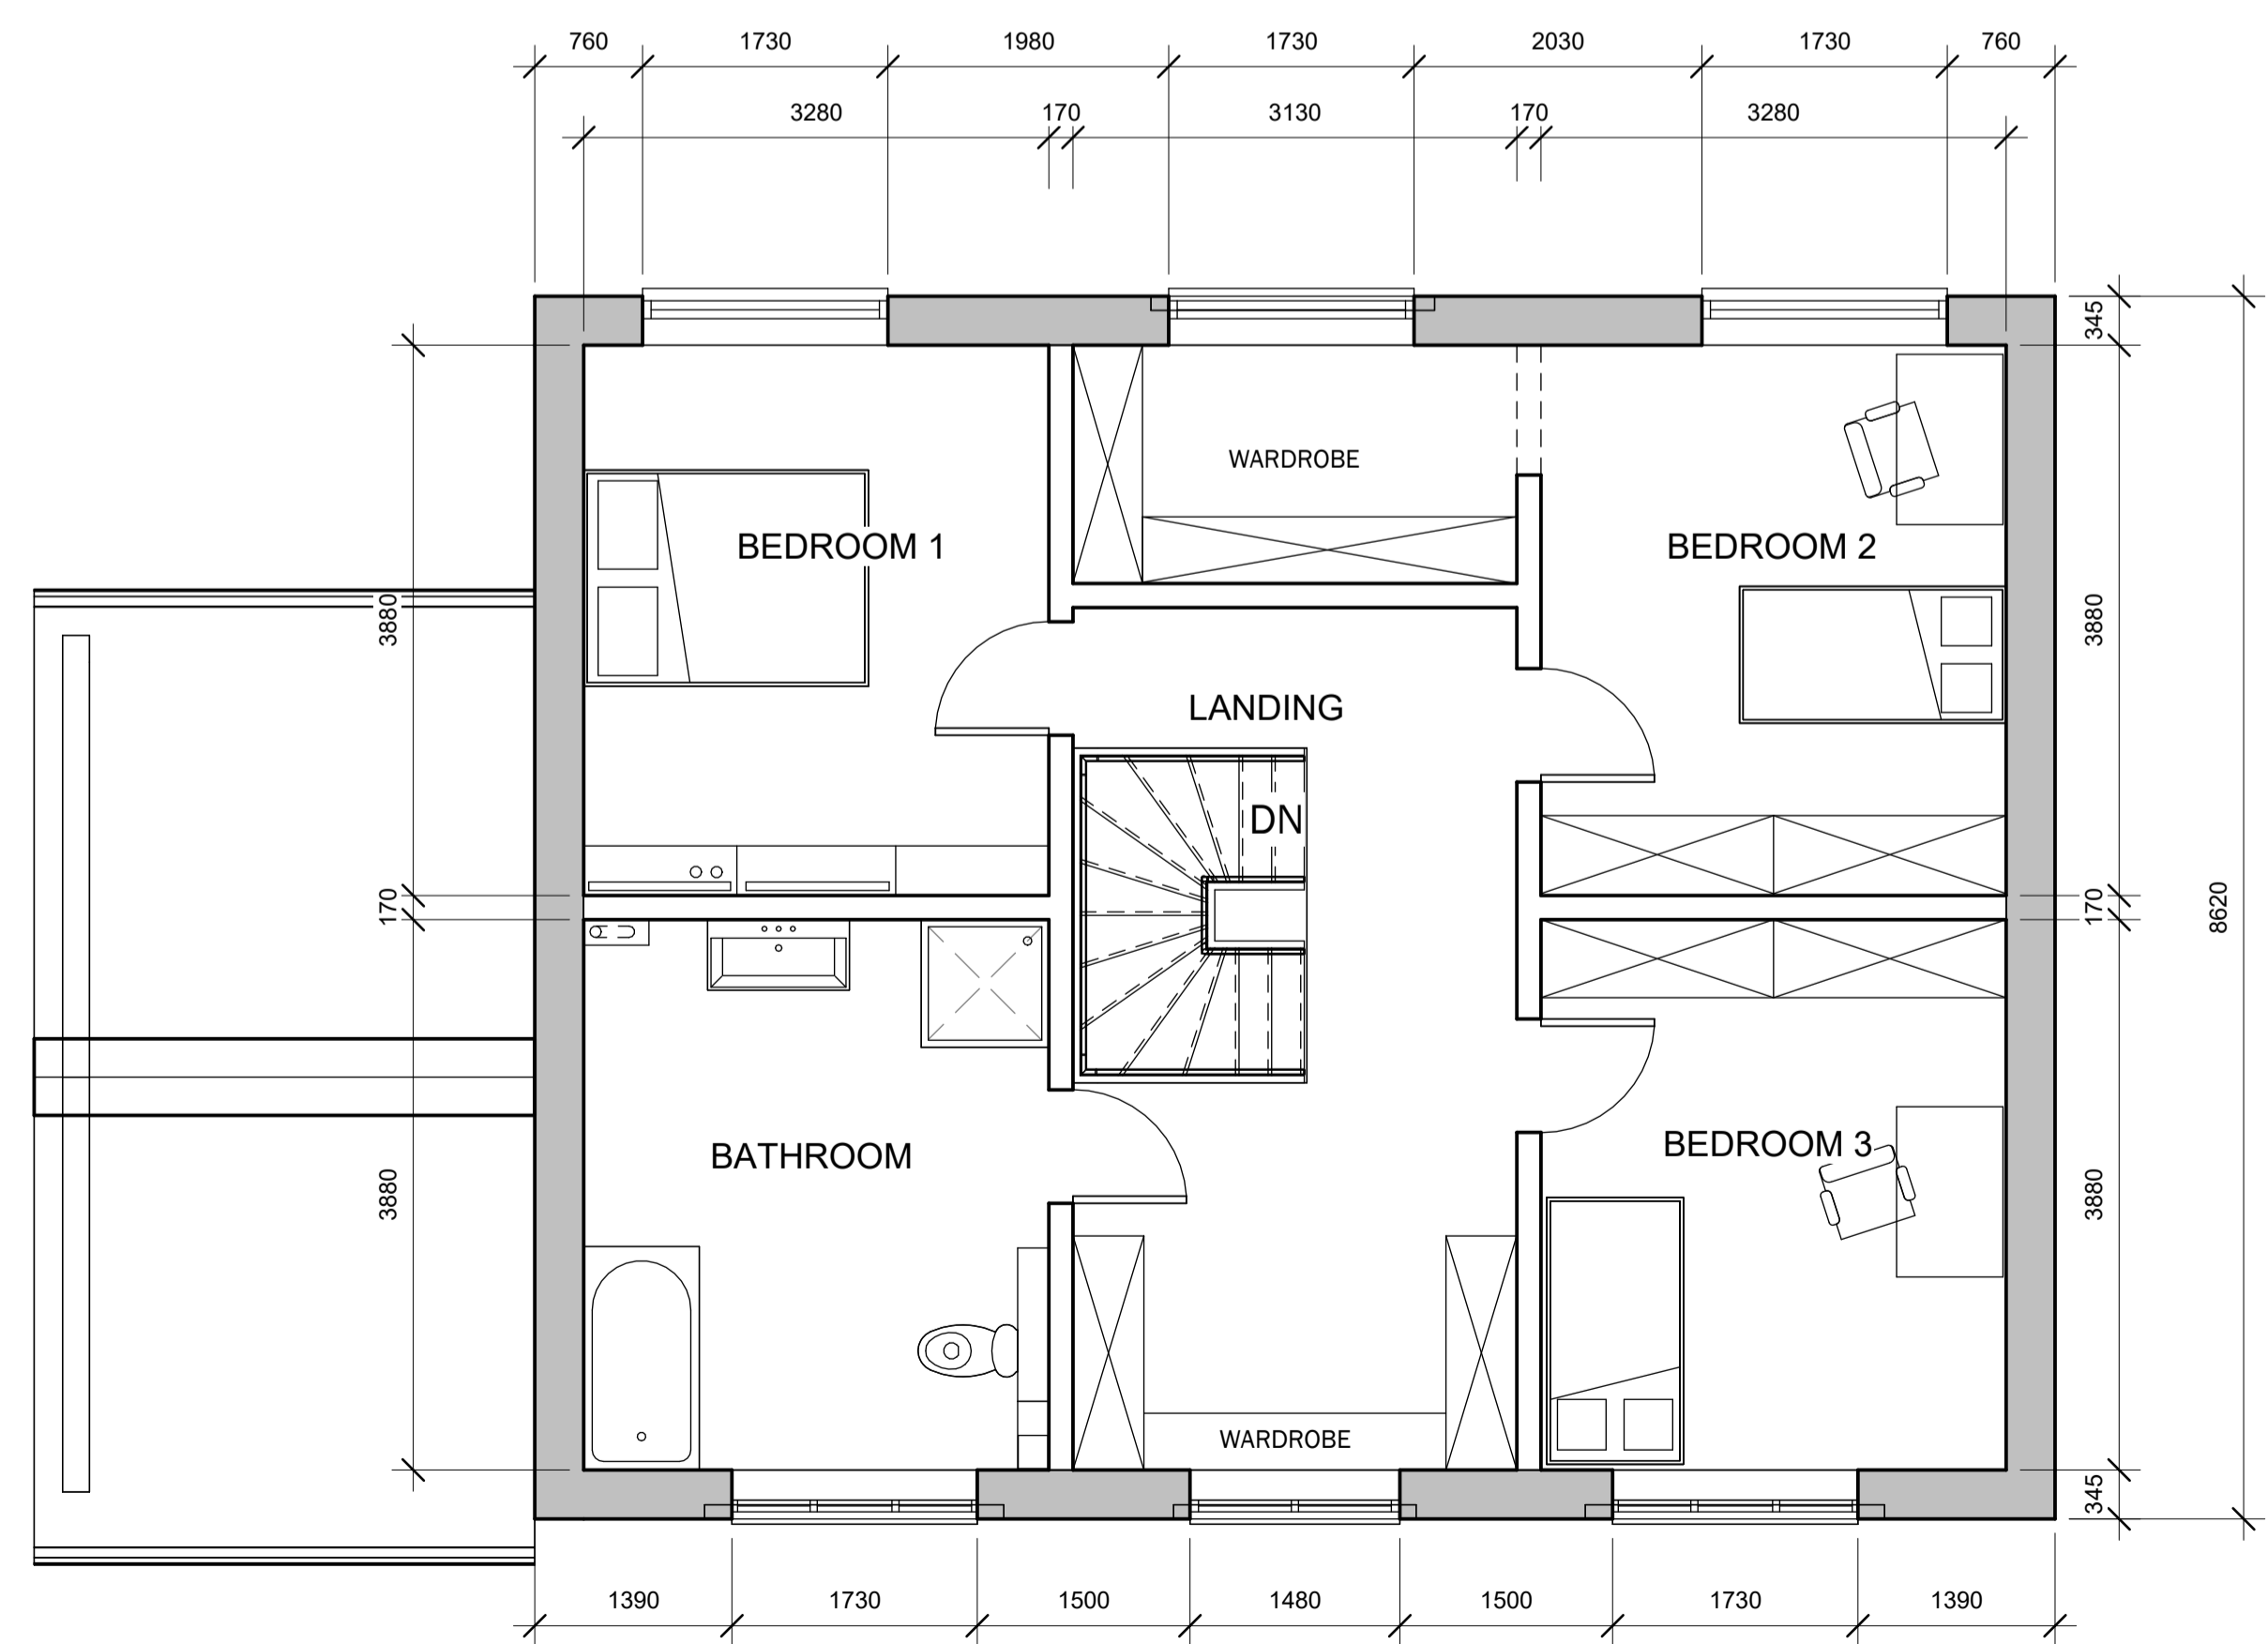 760 1730 1980 1730 2030 1730 760
3280 170 3130 170 3280
345
WARDROBE
BEDROOM 1 BEDROOM 2
3880 3880
LANDING
DN
170 170 8620
BATHROOM BEDROOM 3
3880 3880
WARDROBE
345
1390 1730 1500 1480 1500 1730 1390